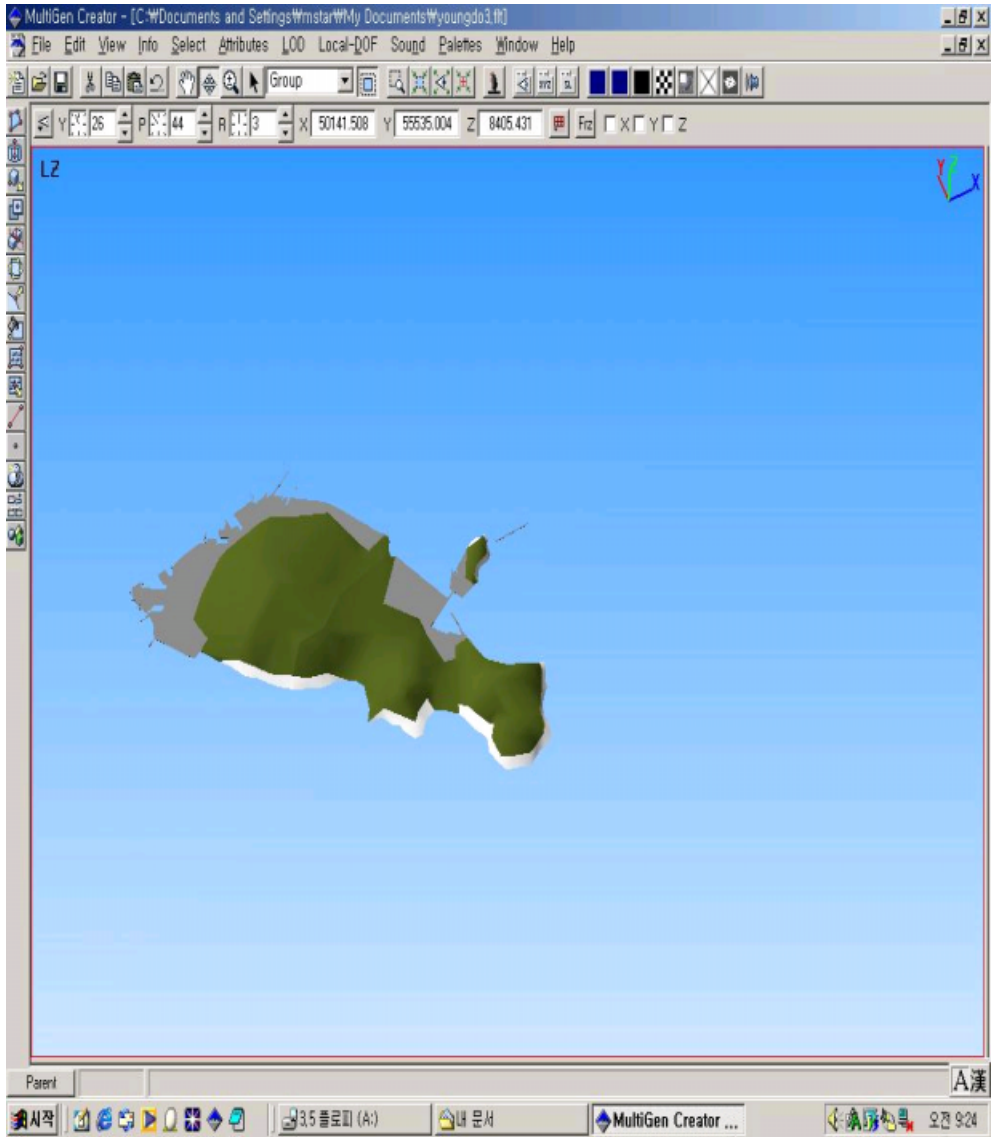 MultiGen Creator - [C:₩Documents and Settings₩mstar₩My Documents₩youngdo3.flt]
File Edit View Info Select Attributes LOD Local-DOF Sound Palettes Window Help
Group
Y 26 P 44 R 3 X 50141.508 Y 55535.004 Z 8405.431 Frz X Y Z
LZ
Y Z X
Parent
A漢
시작 3.5 플로피 (A:) 내 문서 MultiGen Creator ... 오전 9:24